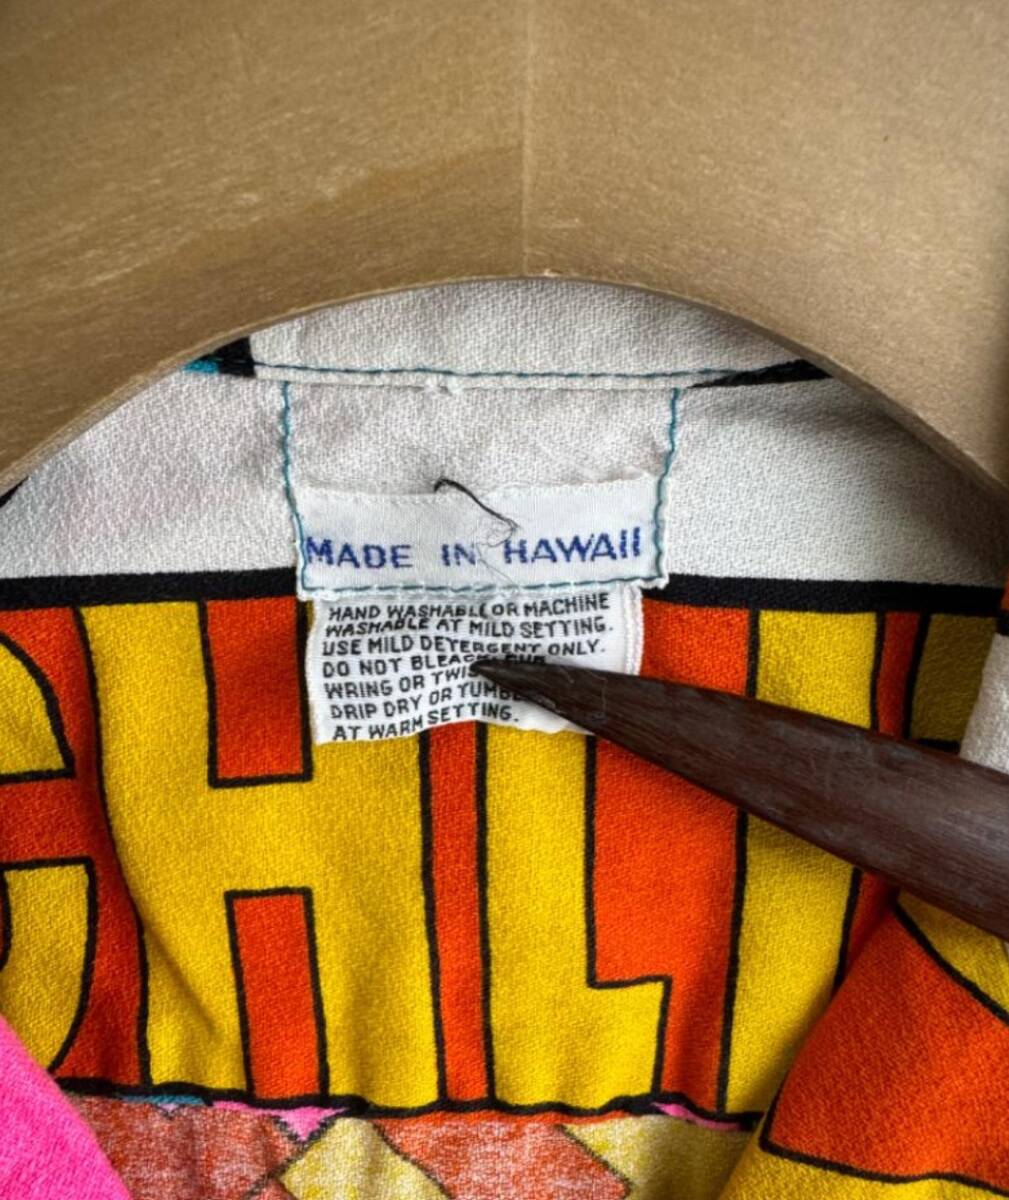 MADE IN HAWAII
HAND WASHABLE OR MACHINE
WASHABLE AT MILD SETTING.
USE MILD DETERGENT ONLY.
DO NOT BLEACH
WRING OR TWIST
DRIP DRY OR TUMBLE
AT WARM SETTING.
CHLI